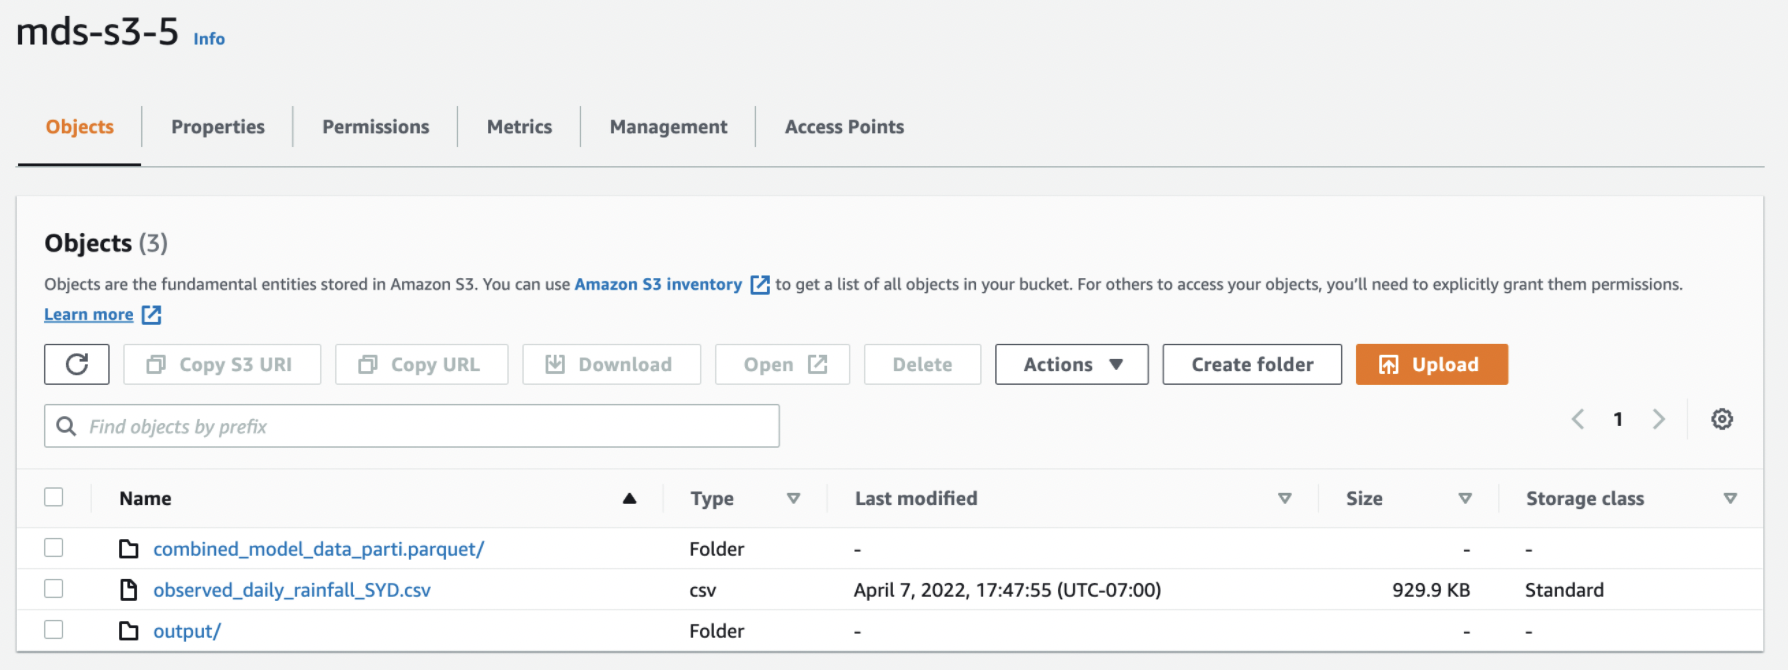 mds-s3-5 Info
Objects Properties Permissions Metrics Management Access Points
Objects (3)
Objects are the fundamental entities stored in Amazon S3. You can use Amazon S3 inventory to get a list of all objects in your bucket. For others to access your objects, you'll need to explicitly grant them permissions.
Learn more
Copy S3 URI Copy URL Download Open Delete Actions Create folder Upload
Find objects by prefix 1
Name Type Last modified Size Storage class
combined_model_data_parti.parquet/ Folder - - -
observed_daily_rainfall_SYD.csv csv April 7, 2022, 17:47:55 (UTC-07:00) 929.9 KB Standard
output/ Folder - - -